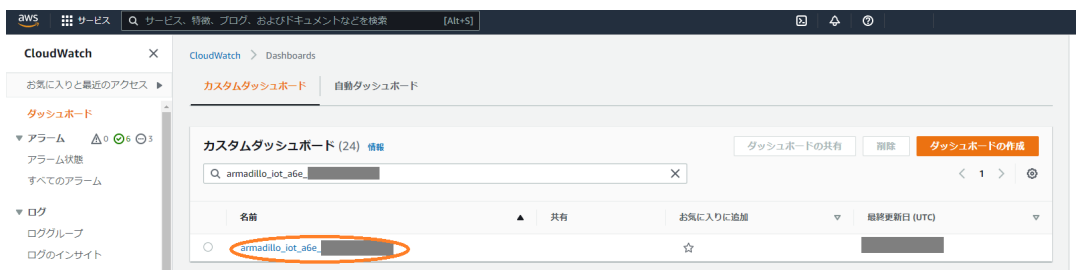 aws サービス サービス、特徴、ブログ、およびドキュメントなどを検索 [Alt+S]
CloudWatch
お気に入りと最近のアクセス
ダッシュボード
アラーム 0 6 3
アラーム状態
すべてのアラーム
ログ
ロググループ
ログのインサイト
CloudWatch > Dashboards
カスタムダッシュボード 自動ダッシュボード
カスタムダッシュボード (24) 情報 ダッシュボードの共有 削除 ダッシュボードの作成
armadillo_iot_a6e_
1
名前 共有 お気に入りに追加 最終更新日 (UTC)
armadillo_iot_a6e_